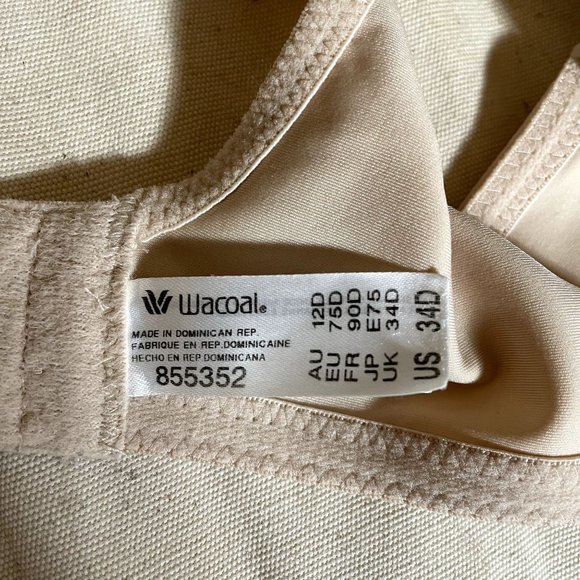 Wacoal®
MADE IN DOMINICAN REP.
FABRIQUE EN REP.DOMINICAINE
HECHO EN REP.DOMINICANA
855352
AU 12D
EU 75D
FR 90D
JP E75
UK 34D
US 34D